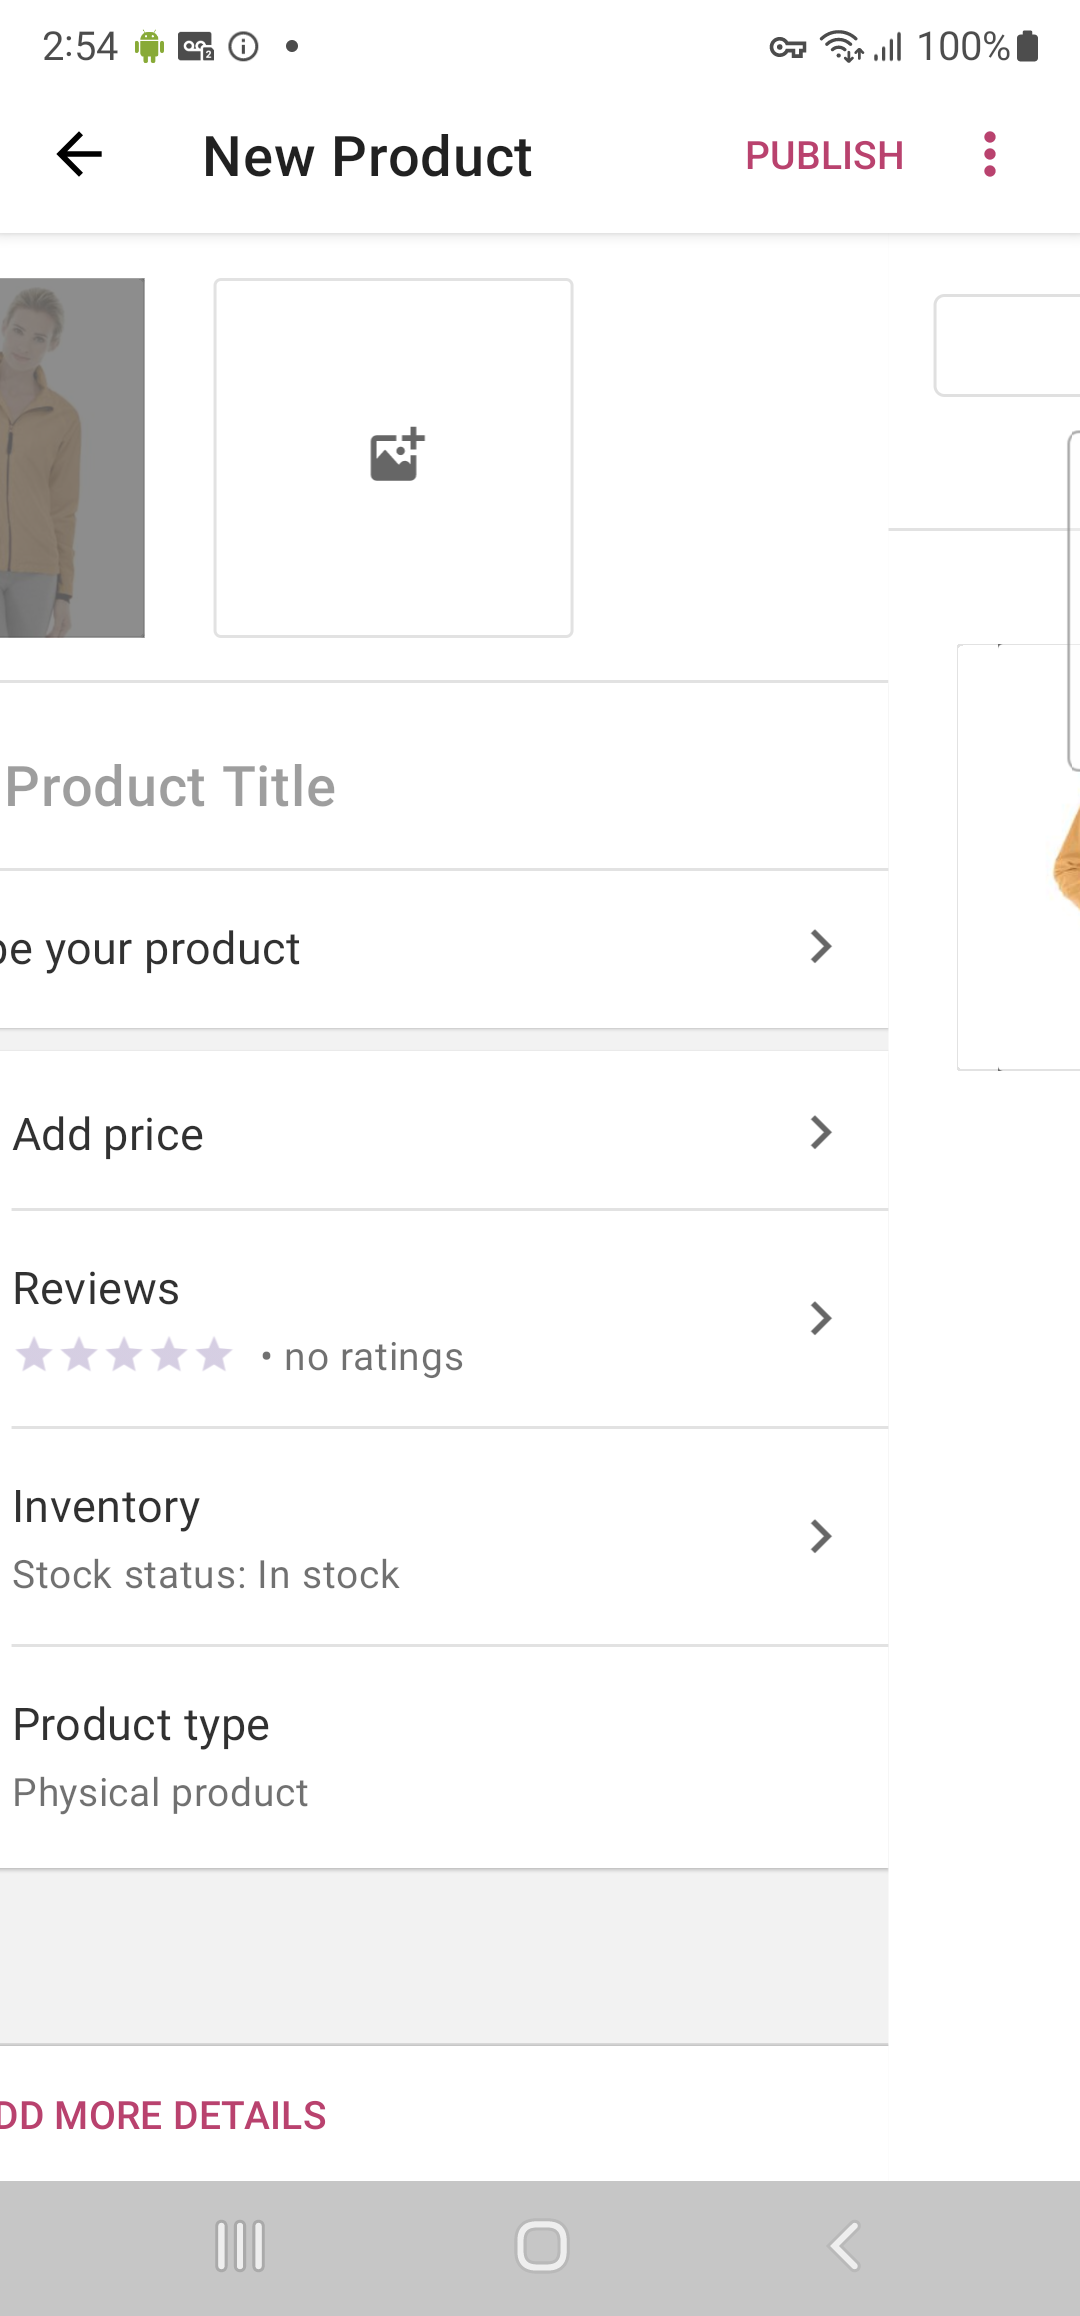 2:54
100%
New Product
PUBLISH
Product Title
be your product
Add price
Reviews
• no ratings
Inventory
Stock status: In stock
Product type
Physical product
DD MORE DETAILS